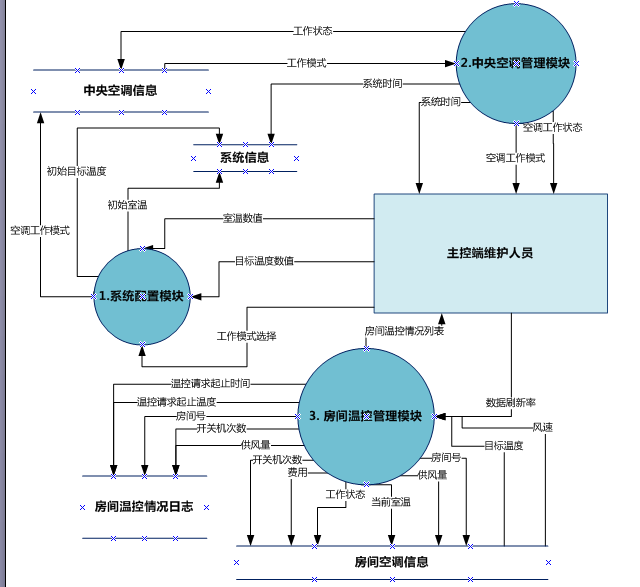 工作状态
2.中央空调管理模块
工作模式
中央空调信息
系统时间
系统时间
空调工作状态
系统信息
空调工作模式
初始目标温度
初始室温
室温数值
空调工作模式
主控端维护人员
目标温度数值
1.系统配置模块
房间温控情况列表
工作模式选择
温控请求起止时间
温控请求起止温度
数据刷新率
房间号
3. 房间温控管理模块
开关机次数
风速
供风量
目标温度
开关机次数
房间号
费用
供风量
工作状态
当前室温
房间温控情况日志
房间空调信息